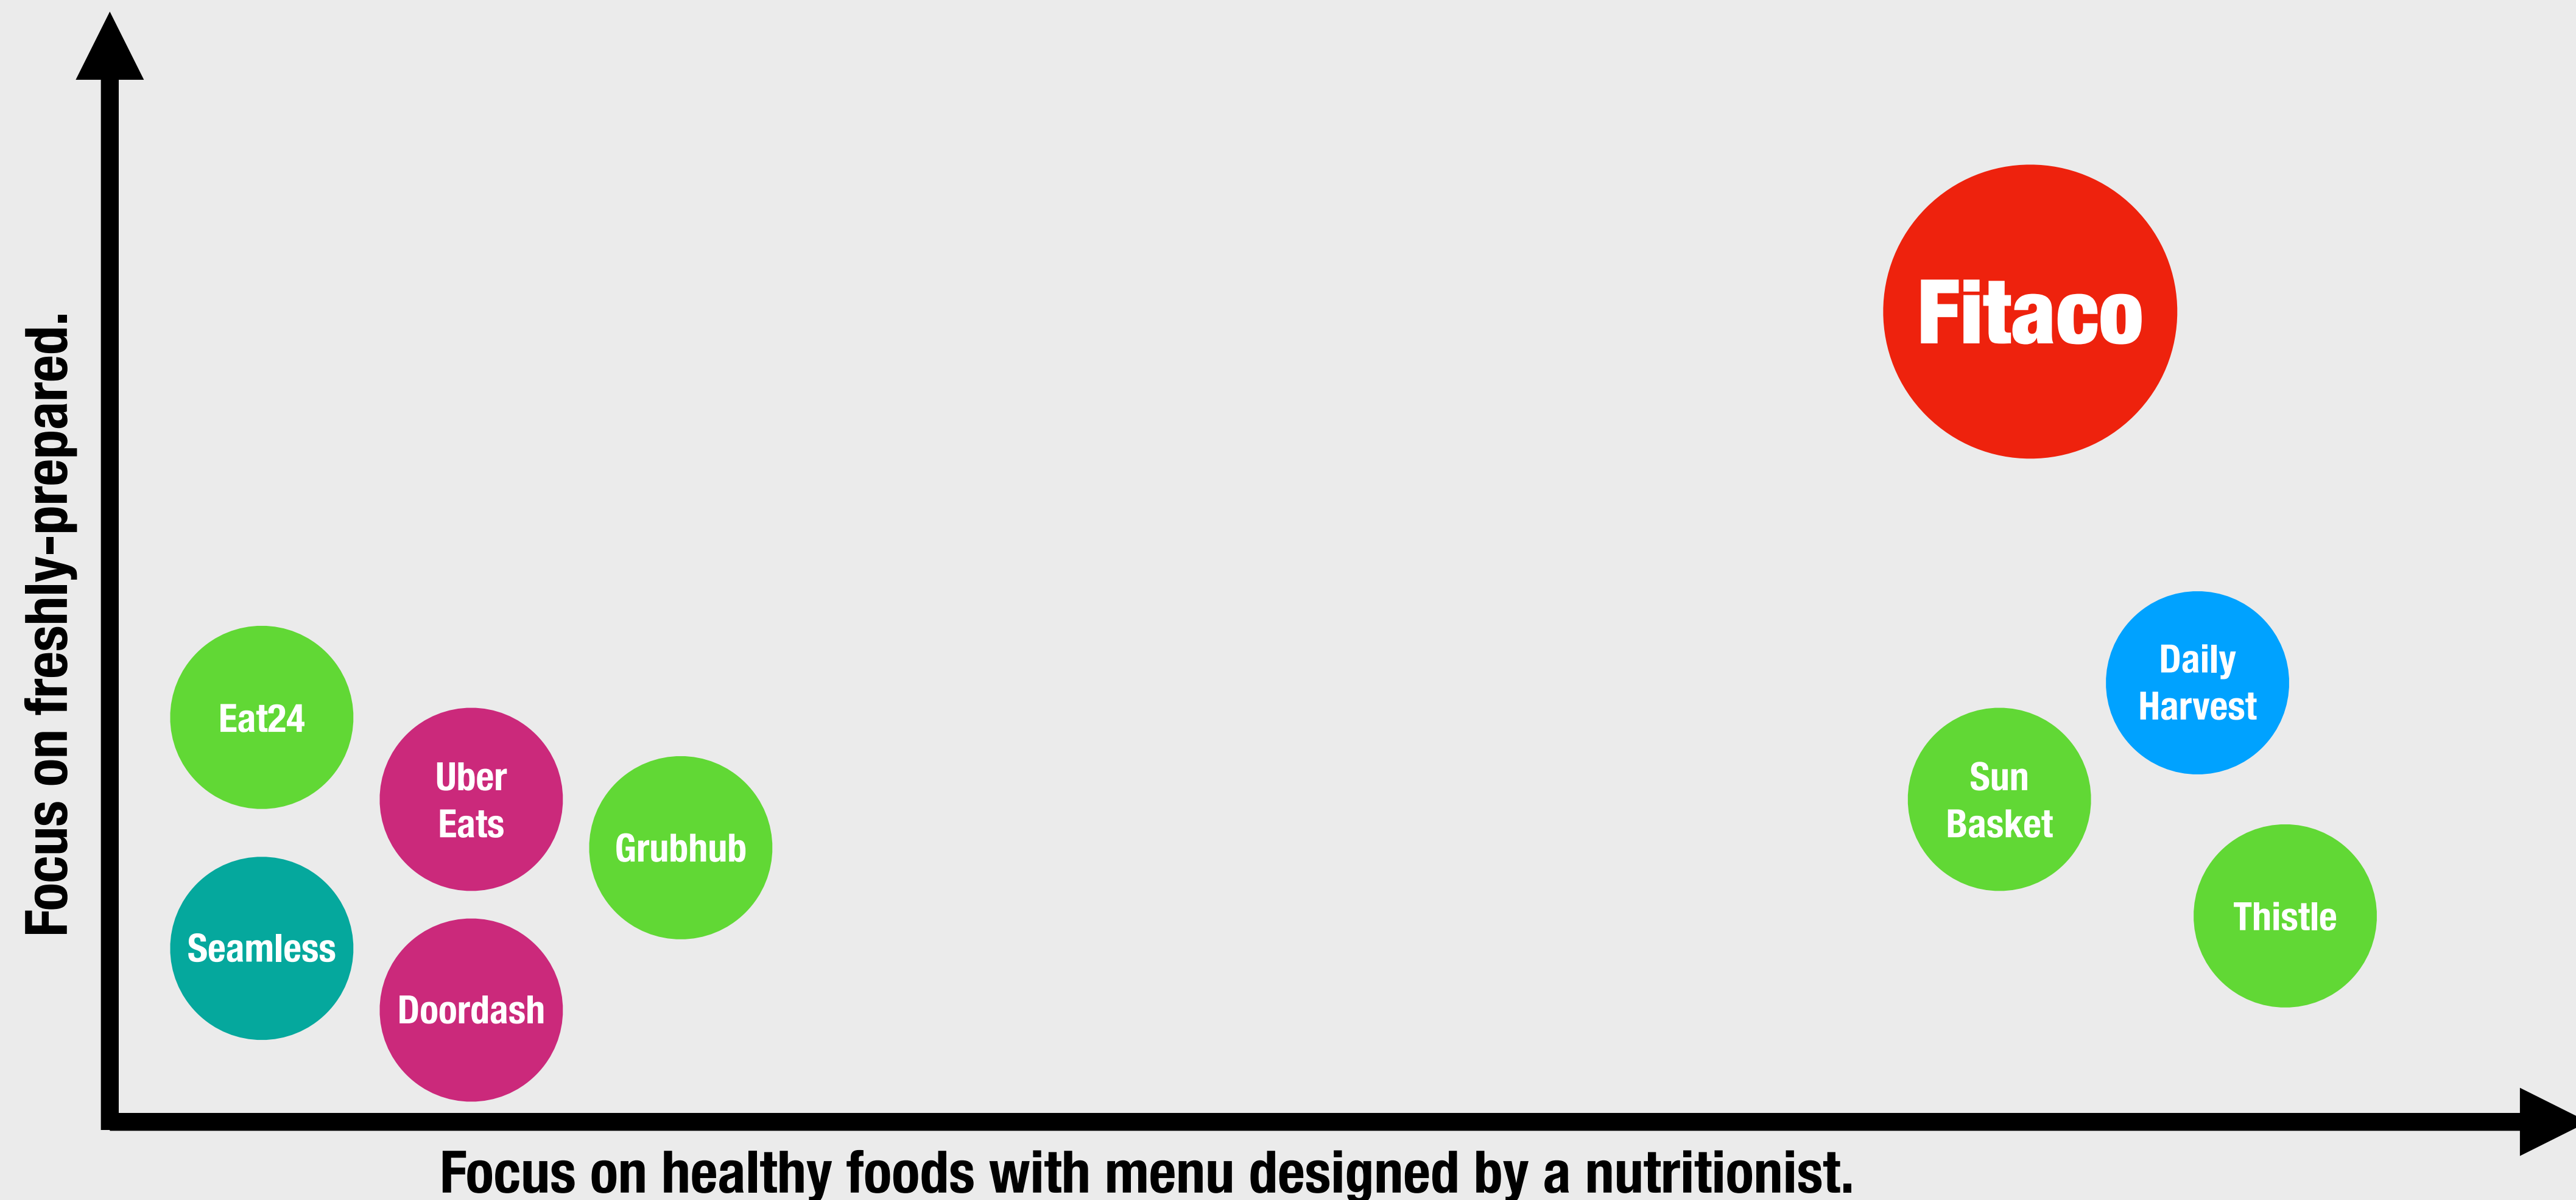 Focus on freshly-prepared.
Fitaco
Eat24
Uber
Eats
Grubhub
Seamless
Doordash
Daily
Harvest
Sun
Basket
Thistle
Focus on healthy foods with menu designed by a nutritionist.